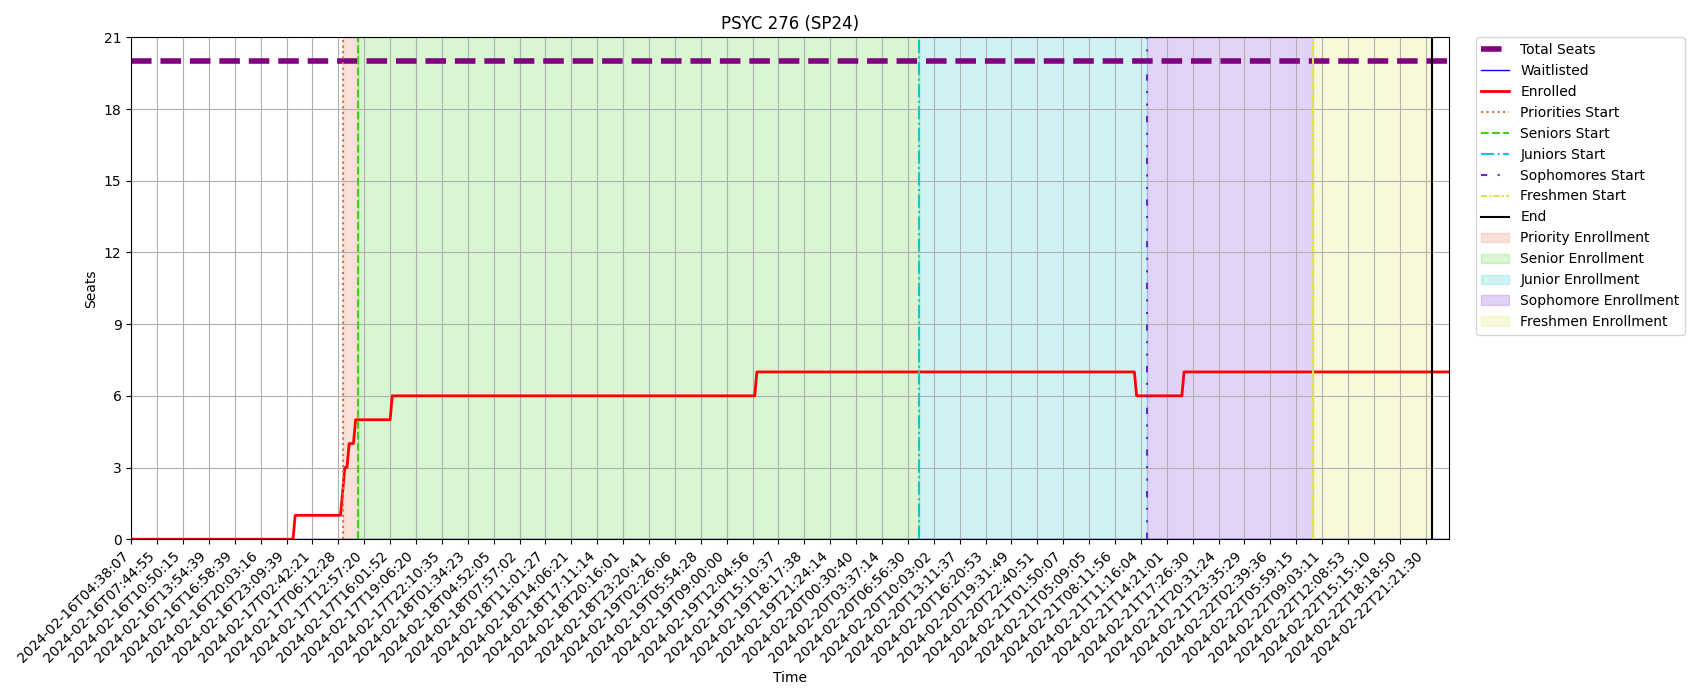 PSYC 276 (SP24)
Seats
21
18
15
12
9
6
3
0
2024-02-16T04:38:07
2024-02-16T07:44:55
2024-02-16T10:50:15
2024-02-16T13:54:39
2024-02-16T16:58:39
2024-02-16T20:03:16
2024-02-16T23:09:39
2024-02-17T02:42:21
2024-02-17T06:12:28
2024-02-17T12:57:20
2024-02-17T16:01:52
2024-02-17T19:06:20
2024-02-17T22:10:35
2024-02-18T01:34:23
2024-02-18T04:52:05
2024-02-18T07:57:02
2024-02-18T11:01:27
2024-02-18T14:06:21
2024-02-18T17:11:14
2024-02-18T20:16:01
2024-02-18T23:20:41
2024-02-19T02:26:06
2024-02-19T05:54:28
2024-02-19T09:00:00
2024-02-19T12:04:56
2024-02-19T15:10:37
2024-02-19T18:17:38
2024-02-19T21:24:14
2024-02-20T00:30:40
2024-02-20T03:37:14
2024-02-20T06:56:30
2024-02-20T10:03:02
2024-02-20T13:11:37
2024-02-20T16:20:53
2024-02-20T19:31:49
2024-02-20T22:40:51
2024-02-21T01:50:07
2024-02-21T05:09:05
2024-02-21T08:11:56
2024-02-21T11:16:04
2024-02-21T14:21:01
2024-02-21T17:26:30
2024-02-21T20:31:24
2024-02-21T23:35:29
2024-02-22T02:39:36
2024-02-22T05:59:15
2024-02-22T09:03:11
2024-02-22T12:08:53
2024-02-22T15:15:10
2024-02-22T18:18:50
2024-02-22T21:21:30
Time
Total Seats
Waitlisted
Enrolled
Priorities Start
Seniors Start
Juniors Start
Sophomores Start
Freshmen Start
End
Priority Enrollment
Senior Enrollment
Junior Enrollment
Sophomore Enrollment
Freshmen Enrollment